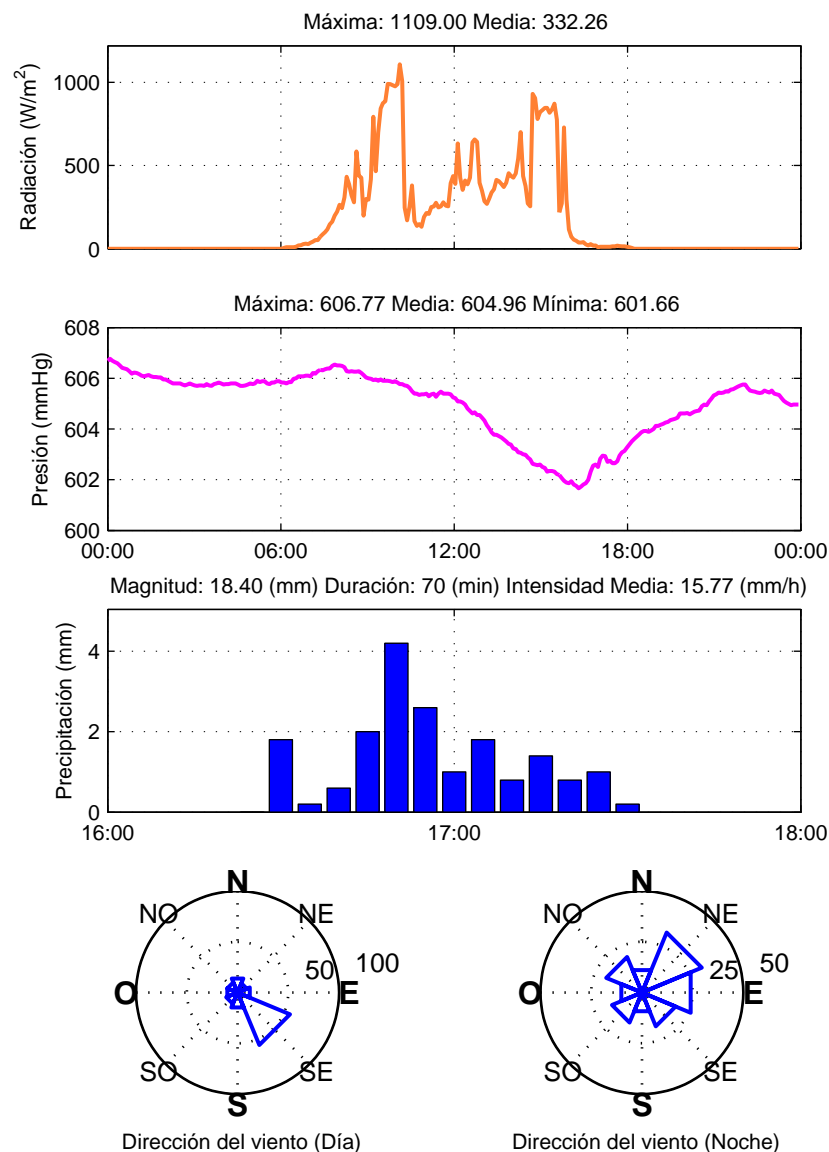 Máxima: 1109.00 Media: 332.26
Radiación (W/m²)
1000
500
0
Máxima: 606.77 Media: 604.96 Mínima: 601.66
Presión (mmHg)
608
606
604
602
600
00:00 06:00 12:00 18:00 00:00
Magnitud: 18.40 (mm) Duración: 70 (min) Intensidad Media: 15.77 (mm/h)
Precipitación (mm)
4
2
0
16:00 17:00 18:00
N N
NO NE NO NE
50 100 25 50
O E O E
SO SE SO SE
S S
Dirección del viento (Día) Dirección del viento (Noche)